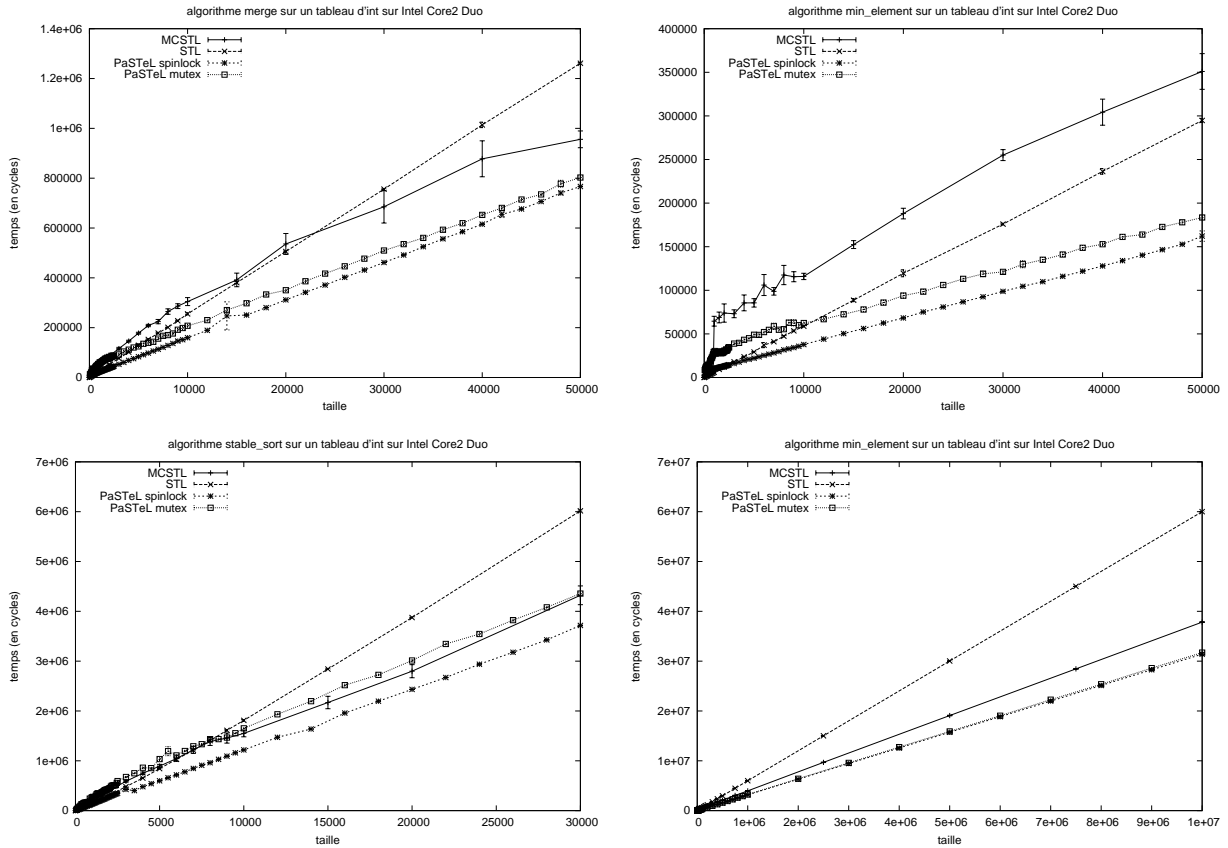 algorithme merge sur un tableau d'int sur Intel Core2 Duo
1.4e+06
1.2e+06
1e+06
800000
600000
400000
200000
0
temps (en cycles)
MCSTL
STL
PaSTeL spinlock
PaSTeL mutex
0 10000 20000 30000 40000 50000
taille
algorithme min_element sur un tableau d'int sur Intel Core2 Duo
400000
350000
300000
250000
200000
150000
100000
50000
0
temps (en cycles)
MCSTL
STL
PaSTeL spinlock
PaSTeL mutex
0 10000 20000 30000 40000 50000
taille
algorithme stable_sort sur un tableau d'int sur Intel Core2 Duo
7e+06
6e+06
5e+06
4e+06
3e+06
2e+06
1e+06
0
temps (en cycles)
MCSTL
STL
PaSTeL spinlock
PaSTeL mutex
0 5000 10000 15000 20000 25000 30000
taille
algorithme min_element sur un tableau d'int sur Intel Core2 Duo
7e+07
6e+07
5e+07
4e+07
3e+07
2e+07
1e+07
0
temps (en cycles)
MCSTL
STL
PaSTeL spinlock
PaSTeL mutex
0 1e+06 2e+06 3e+06 4e+06 5e+06 6e+06 7e+06 8e+06 9e+06 1e+07
taille